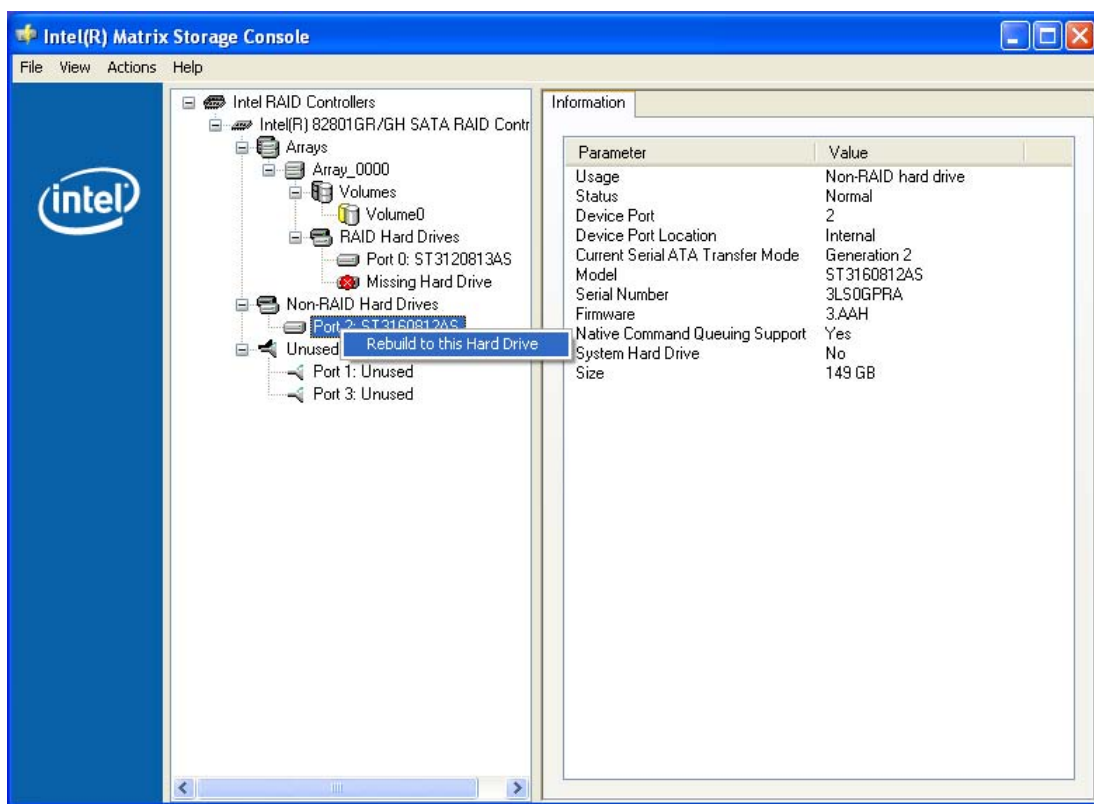 Intel(R) Matrix Storage Console
File View Actions Help
intel
Intel RAID Controllers
Intel(R) 82801GR/GH SATA RAID Contr
Arrays
Array_0000
Volumes
Volume0
RAID Hard Drives
Port 0: ST3120813AS
Missing Hard Drive
Non-RAID Hard Drives
Port 2: ST3160812AS
Rebuild to this Hard Drive
Unused
Port 1: Unused
Port 3: Unused
Information
Parameter Value
Usage Non-RAID hard drive
Status Normal
Device Port 2
Device Port Location Internal
Current Serial ATA Transfer Mode Generation 2
Model ST3160812AS
Serial Number 3LS0GPRA
Firmware 3.AAH
Native Command Queuing Support Yes
System Hard Drive No
Size 149 GB